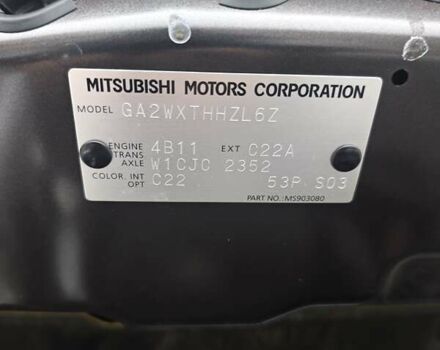 MITSUBISHI MOTORS CORPORATION
MODEL GA2WXTHHZL6Z
ENGINE 4B11 EXT C22A
TRANS AXLE W1CJC 2352
COLOR, INT OPT C22 53P S03
PART NO.: MS903080